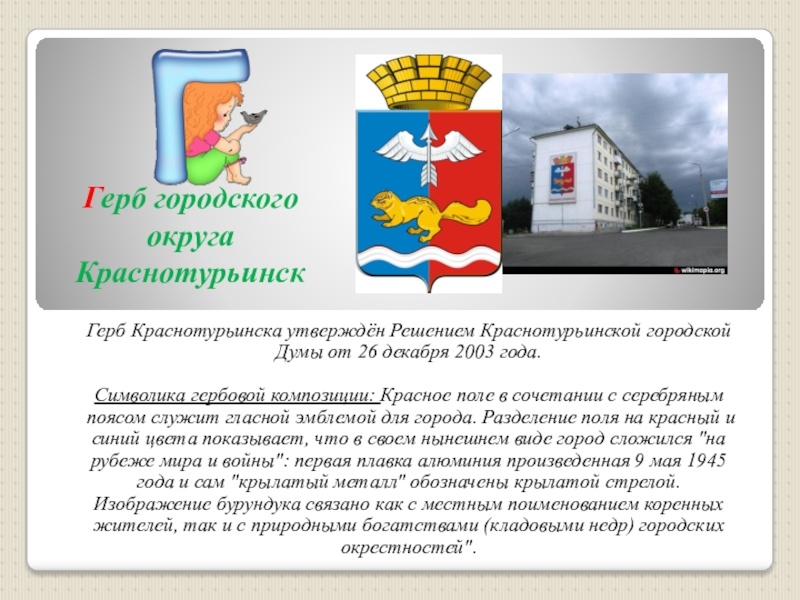 Герб городского
округа
Краснотурьинск
wikimapia.org
Герб Краснотурьинска утверждён Решением Краснотурьинской городской
Думы от 26 декабря 2003 года.
Символика гербовой композиции: Красное поле в сочетании с серебряным
поясом служит гласной эмблемой для города. Разделение поля на красный и
синий цвета показывает, что в своем нынешнем виде город сложился "на
рубеже мира и войны": первая плавка алюминия произведенная 9 мая 1945
года и сам "крылатый металл" обозначены крылатой стрелой.
Изображение бурундука связано как с местным поименованием коренных
жителей, так и с природными богатствами (кладовыми недр) городских
окрестностей".